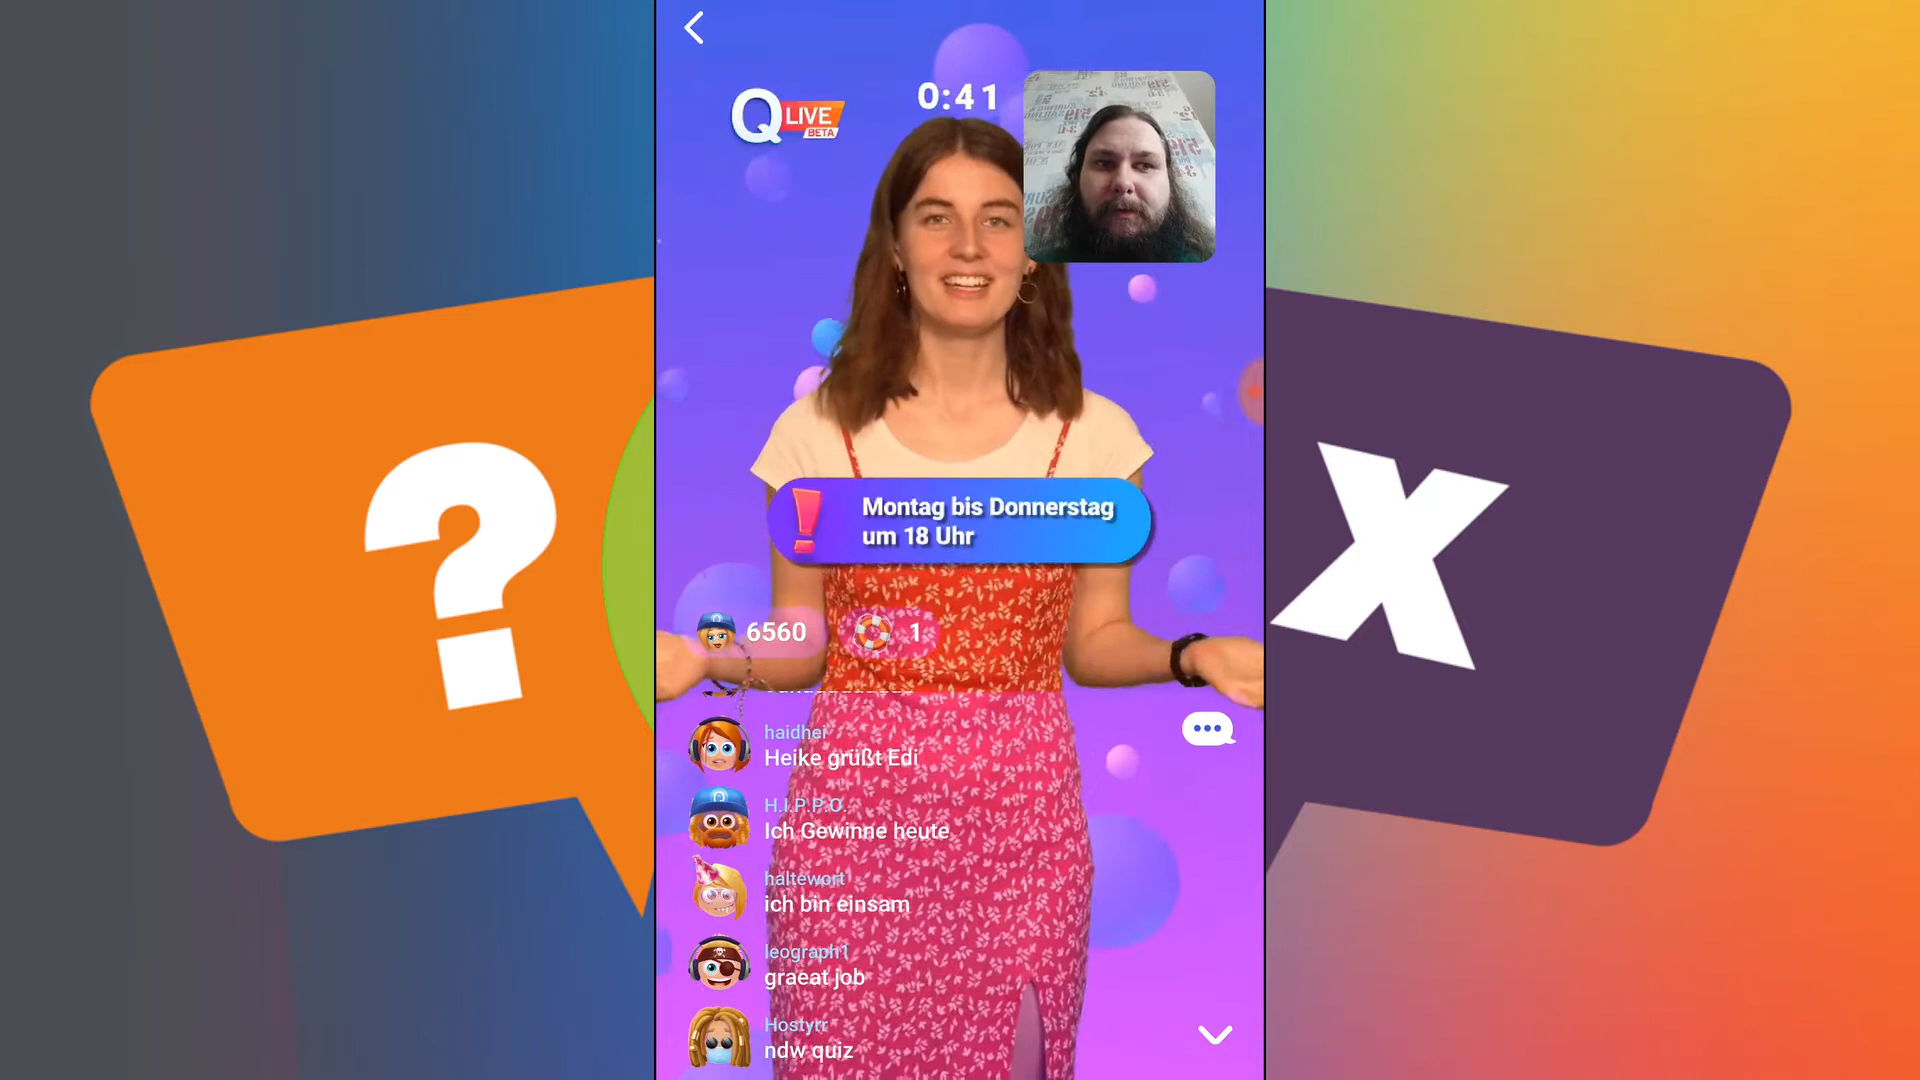 Q LIVE
BETA
0:41
Montag bis Donnerstag
um 18 Uhr
6560
1
haidhei
Heike grüßt Edi
H.I.P.P.O.
Ich Gewinne heute
haltewort
ich bin einsam
leograph1
graeat job
Hostyrr
ndw quiz
?
X